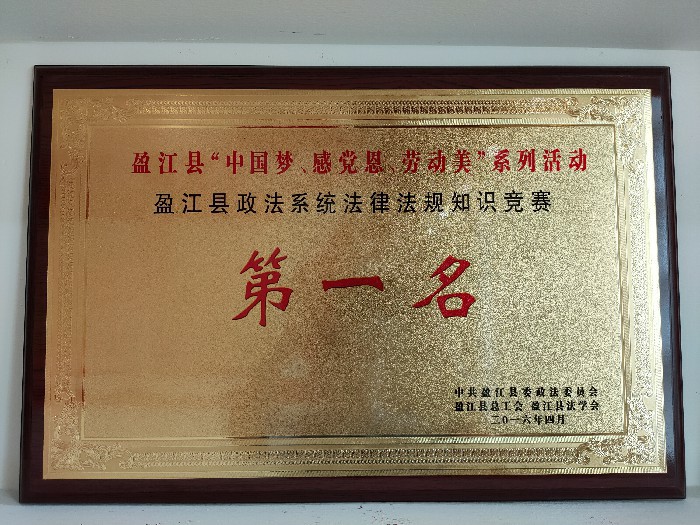 盈江县“中国梦、感党恩、劳动美”系列活动
盈江县政法系统法律法规知识竞赛
第一名
中共盈江县委政法委员会
盈江县总工会 盈江县法学会
二〇一六年四月